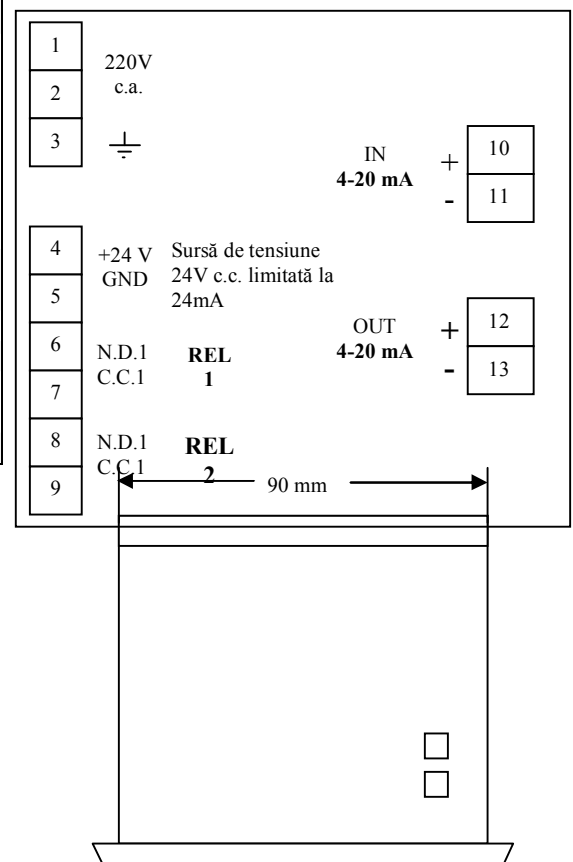 1
2
3
220V
c.a.
4
5
6
7
8
9
+24 V
GND
Sursă de tensiune
24V c.c. limitată la
24mA
N.D.1
C.C.1
REL
1
N.D.1
C.C.1
REL
2
IN
4-20 mA
+
-
10
11
OUT
4-20 mA
+
-
12
13
90 mm